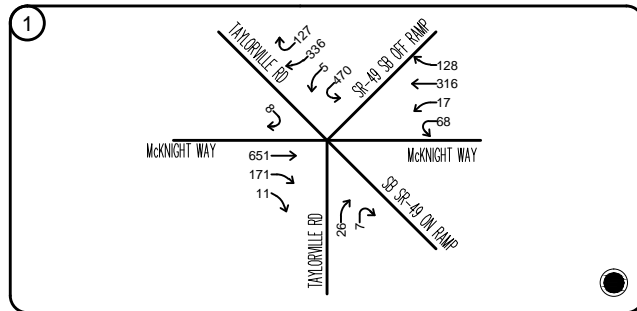 1
127
336
5
470
TAYLORVILLE RD
SR-49 SB OFF RAMP
128
316
17
68
8
McKNIGHT WAY
McKNIGHT WAY
651
171
11
TAYLORVILLE RD
26
7
SB SR-49 ON RAMP